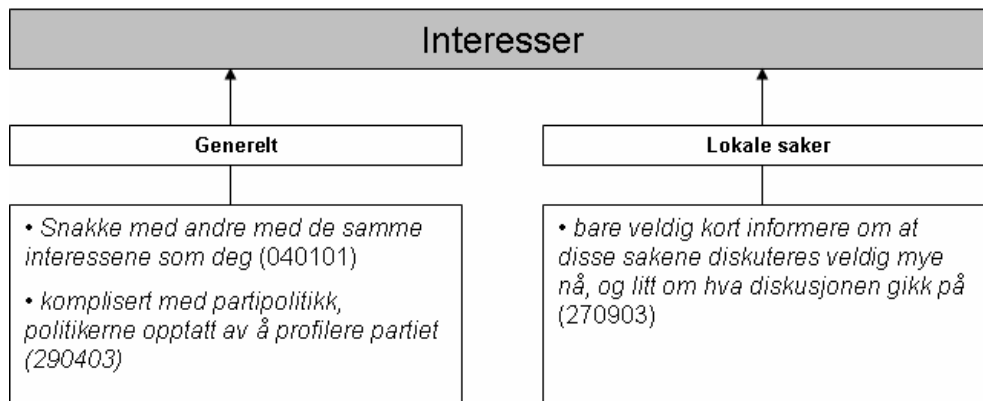 Interesser
Generelt
Lokale saker
• Snakke med andre med de samme
interessene som deg (040101)
• komplisert med partipolitikk,
politikerne opptatt av å profilere partiet
(290403)
• bare veldig kort informere om at
disse sakene diskuteres veldig mye
nå, og litt om hva diskusjonen gikk på
(270903)